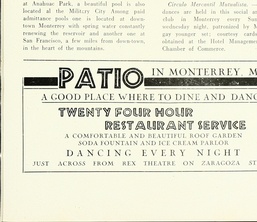 at Anahuac Park, a beautiful pool is also
located at the Military City. Among paid
admittance pools one is located at down-
town Monterrey with spring water constantly
renewing the reservoir and another one at
San Francisco, a few miles from downtown,
in the heart of the mountains.
Circulo Mercantil Mutualista,
dances are held in this social
club in Monterrey every
wednesday night, patronized by
gay younger set; courtesy cards
obtained at the Hotel
Chamber of Commerce.
PATIO IN MONTERREY, M
A GOOD PLACE WHERE TO DINE AND DANC
TWENTY FOUR HOUR
RESTAURANT SERVICE
A COMFORTABLE AND BEAUTIFUL ROOF GARDEN
SODA FOUNTAIN AND ICE CREAM PARLOR
DANCING EVERY NIGHT
JUST ACROSS FROM REX THEATRE ON ZARAGOZA ST